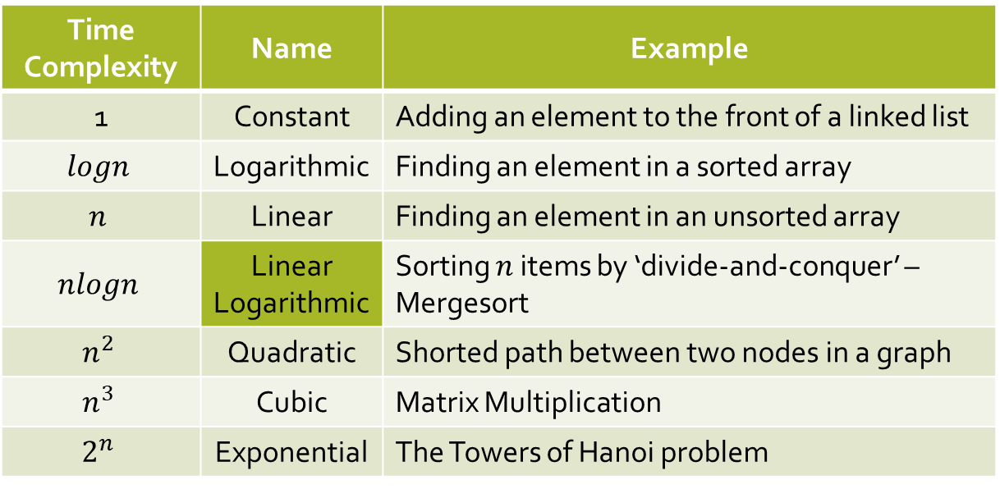 Time Complexity Name Example
1 Constant Adding an element to the front of a linked list
logn Logarithmic Finding an element in a sorted array
n Linear Finding an element in an unsorted array
nlogn Linear Logarithmic Sorting n items by ‘divide-and-conquer’ – Mergesort
n² Quadratic Shorted path between two nodes in a graph
n³ Cubic Matrix Multiplication
2ⁿ Exponential The Towers of Hanoi problem